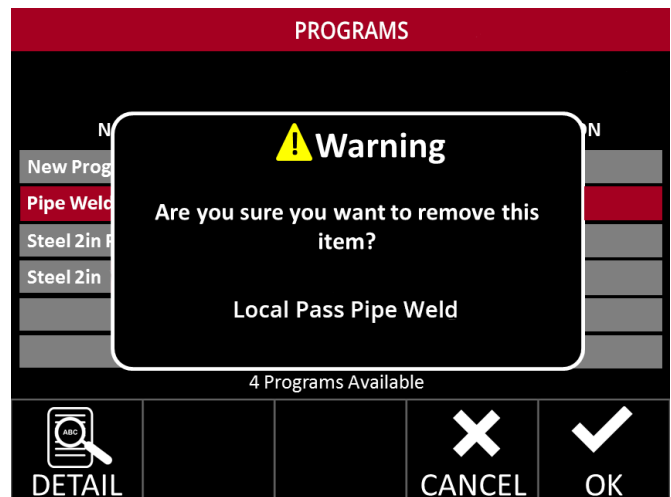 PROGRAMS
Warning
New Prog
Pipe Weld
Are you sure you want to remove this
item?
Steel 2in
Steel 2in
Local Pass Pipe Weld
4 Programs Available
ABC
DETAIL
CANCEL
OK